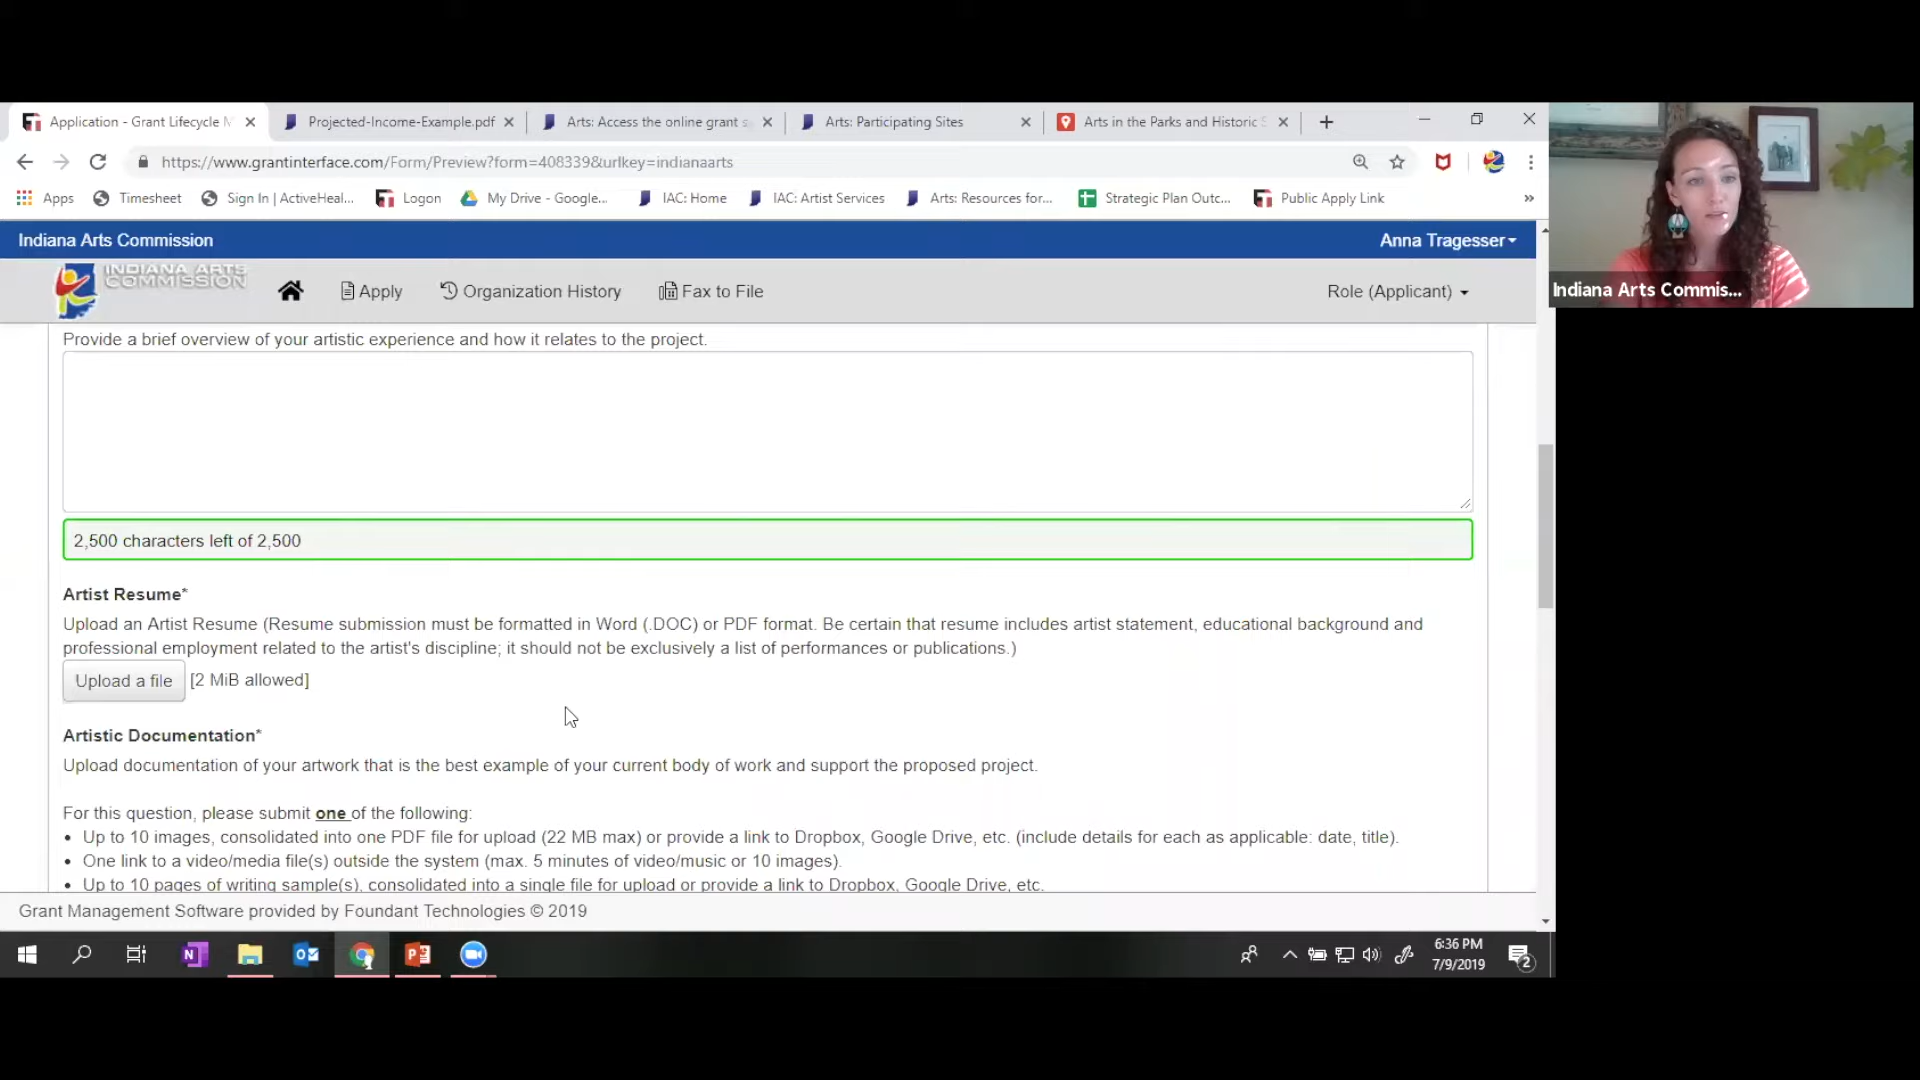 Application - Grant Lifecycle M
Projected-Income-Example.pdf
Arts: Access the online grant s
Arts: Participating Sites
Arts in the Parks and Historic S
https://www.grantinterface.com/Form/Preview?form=408339&urlkey=indianaarts
Apps
Timesheet
Sign In | ActiveHeal...
Logon
My Drive - Google...
IAC: Home
IAC: Artist Services
Arts: Resources for...
Strategic Plan Outc...
Public Apply Link
»
Indiana Arts Commission
Anna Tragesser
INDIANA ARTS
COMMISSION
Apply
Organization History
Fax to File
Role (Applicant)
Indiana Arts Commis...
Provide a brief overview of your artistic experience and how it relates to the project.
2,500 characters left of 2,500
Artist Resume*
Upload an Artist Resume (Resume submission must be formatted in Word (.DOC) or PDF format. Be certain that resume includes artist statement, educational background and
professional employment related to the artist's discipline; it should not be exclusively a list of performances or publications.)
Upload a file [2 MiB allowed]
Artistic Documentation*
Upload documentation of your artwork that is the best example of your current body of work and support the proposed project.
For this question, please submit one of the following:
• Up to 10 images, consolidated into one PDF file for upload (22 MB max) or provide a link to Dropbox, Google Drive, etc. (include details for each as applicable: date, title).
• One link to a video/media file(s) outside the system (max. 5 minutes of video/music or 10 images).
• Up to 10 pages of writing sample(s), consolidated into a single file for upload or provide a link to Dropbox, Google Drive, etc.
Grant Management Software provided by Foundant Technologies © 2019
6:36 PM
7/9/2019
2